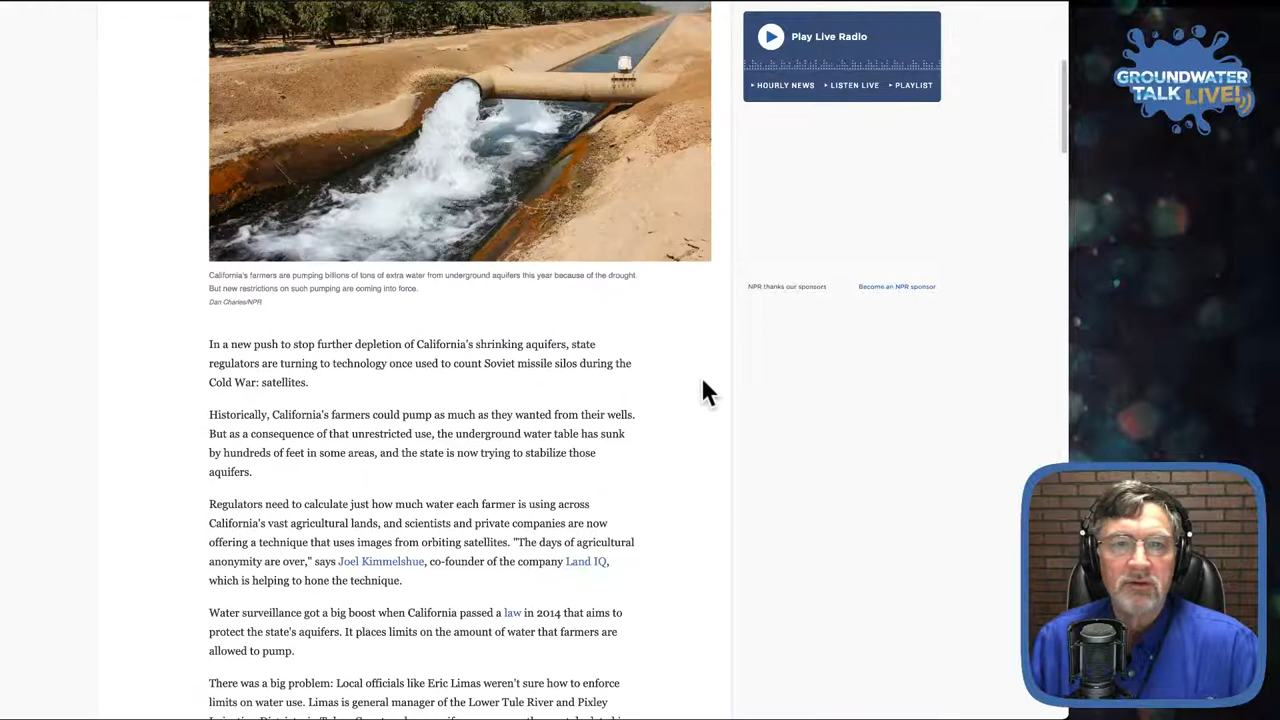 Play Live Radio
HOURLY NEWS
LISTEN LIVE
PLAYLIST
GROUNDWATER
TALK LIVE!
California's farmers are pumping billions of tons of extra water from underground aquifers this year because of the drought.
But new restrictions on such pumping are coming into force.
Dan Charles/NPR
NPR thanks our sponsors
Become an NPR sponsor
In a new push to stop further depletion of California's shrinking aquifers, state
regulators are turning to technology once used to count Soviet missile silos during the
Cold War: satellites.
Historically, California's farmers could pump as much as they wanted from their wells.
But as a consequence of that unrestricted use, the underground water table has sunk
by hundreds of feet in some areas, and the state is now trying to stabilize those
aquifers.
Regulators need to calculate just how much water each farmer is using across
California's vast agricultural lands, and scientists and private companies are now
offering a technique that uses images from orbiting satellites. "The days of agricultural
anonymity are over," says Joel Kimmelshue, co-founder of the company Land IQ,
which is helping to hone the technique.
Water surveillance got a big boost when California passed a law in 2014 that aims to
protect the state's aquifers. It places limits on the amount of water that farmers are
allowed to pump.
There was a big problem: Local officials like Eric Limas weren't sure how to enforce
limits on water use. Limas is general manager of the Lower Tule River and Pixley